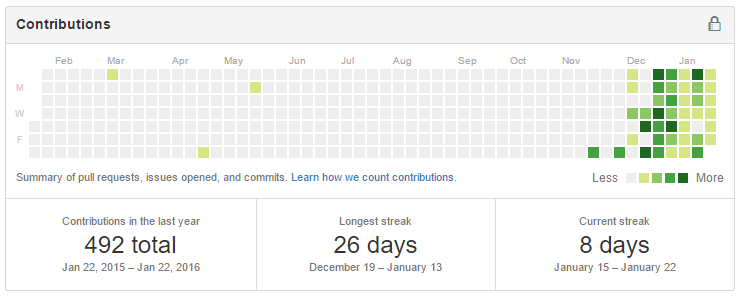 Contributions
Feb Mar Apr May Jun Jul Aug Sep Oct Nov Dec Jan
M
W
F
Summary of pull requests, issues opened, and commits. Learn how we count contributions.
Less More
Contributions in the last year
492 total
Jan 22, 2015 – Jan 22, 2016
Longest streak
26 days
December 19 – January 13
Current streak
8 days
January 15 – January 22